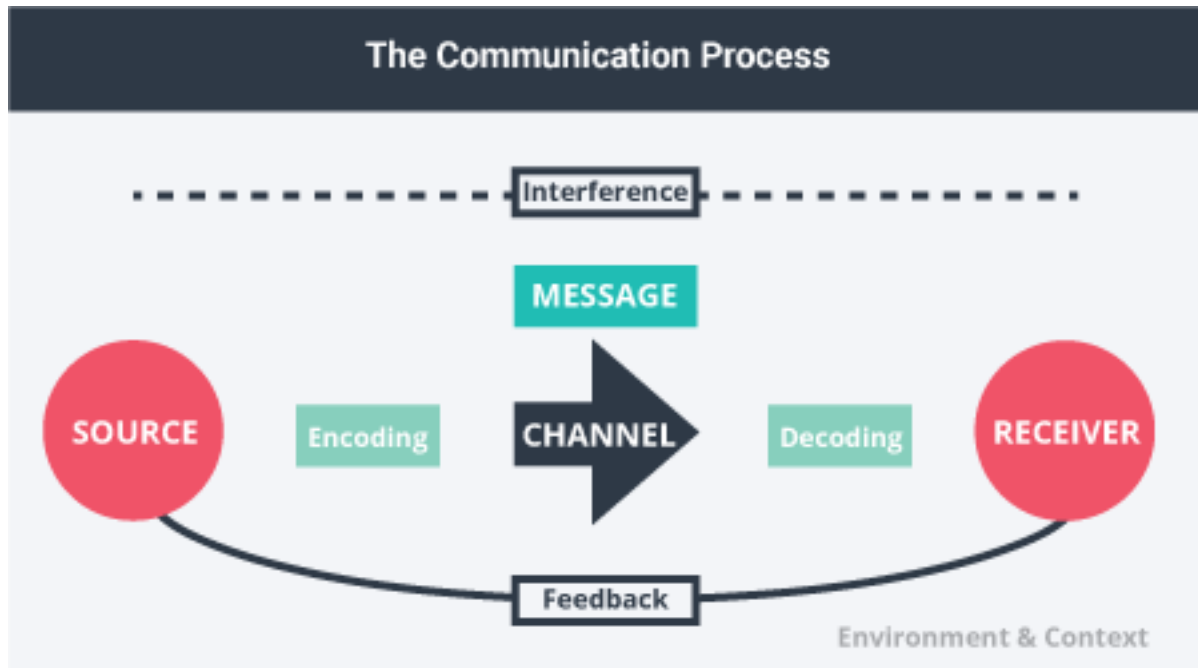 The Communication Process
Interference
MESSAGE
SOURCE
Encoding
CHANNEL
Decoding
RECEIVER
Feedback
Environment & Context